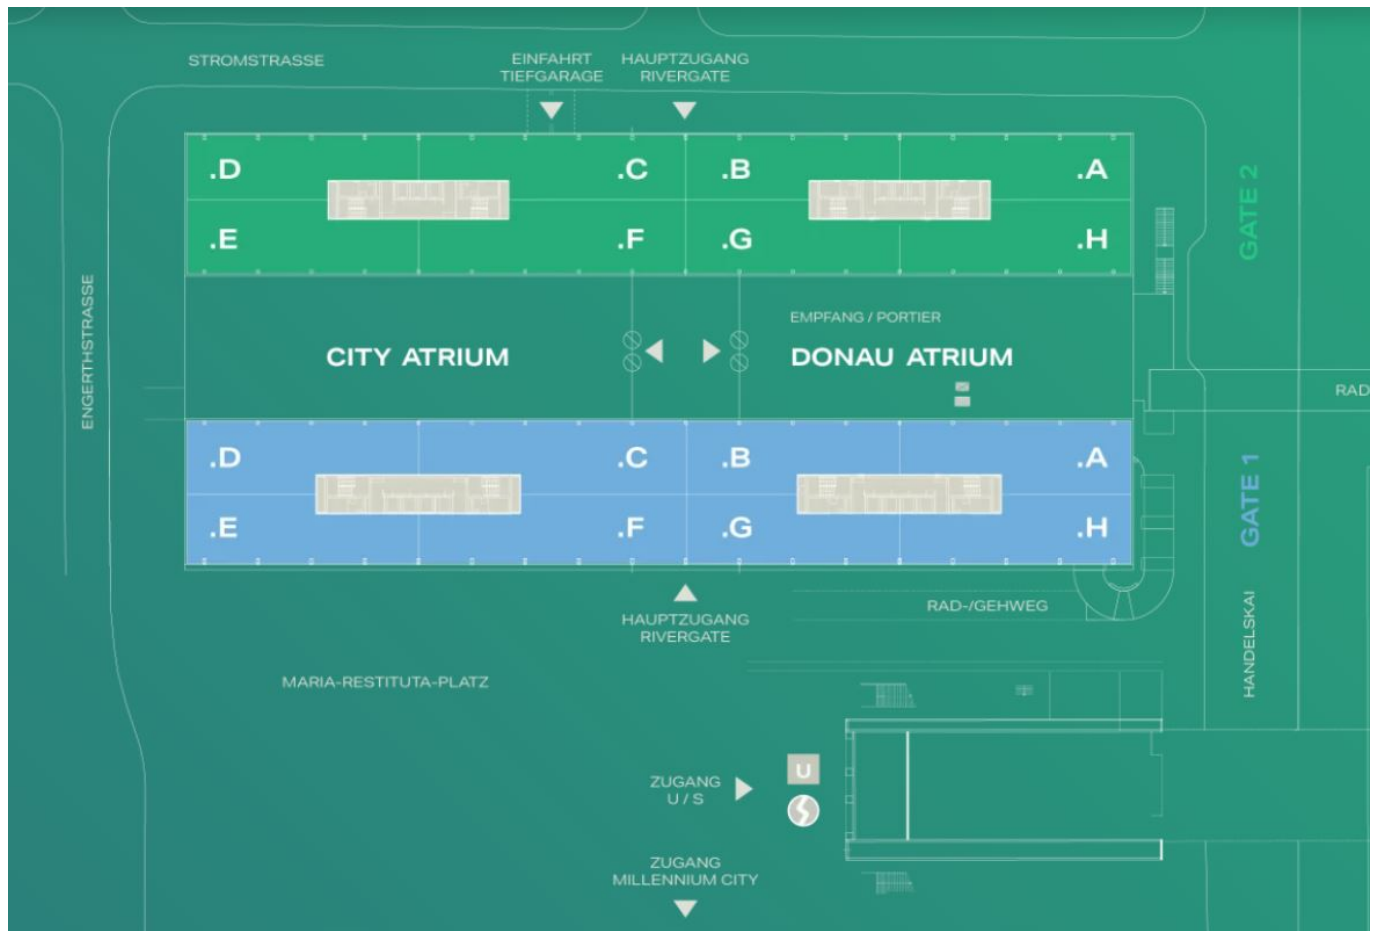 STROMSTRASSE
EINFAHRT
TIEFGARAGE
HAUPTZUGANG
RIVERGATE
.D
.C
.B
.A
.E
.F
.G
.H
GATE 2
ENGERTHSTRASSE
EMPFANG / PORTIER
CITY ATRIUM
DONAU ATRIUM
RAD
.D
.C
.B
.A
.E
.F
.G
.H
GATE 1
HAUPTZUGANG
RIVERGATE
RAD-/GEHWEG
HANDELSKAI
MARIA-RESTITUTA-PLATZ
ZUGANG
U / S
U
ZUGANG
MILLENNIUM CITY